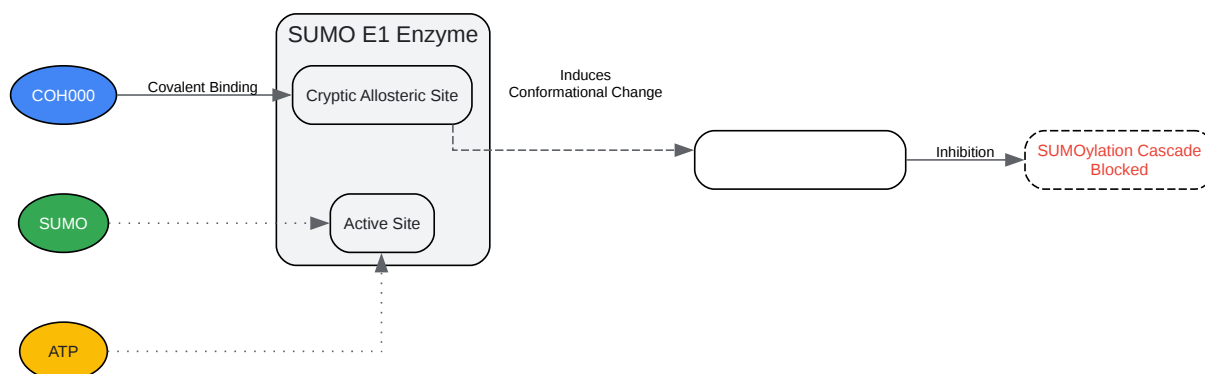 SUMO E1 Enzyme
COH000
Covalent Binding
Cryptic Allosteric Site
Induces
Conformational Change
Inhibition
SUMOylation Cascade
Blocked
SUMO
Active Site
ATP